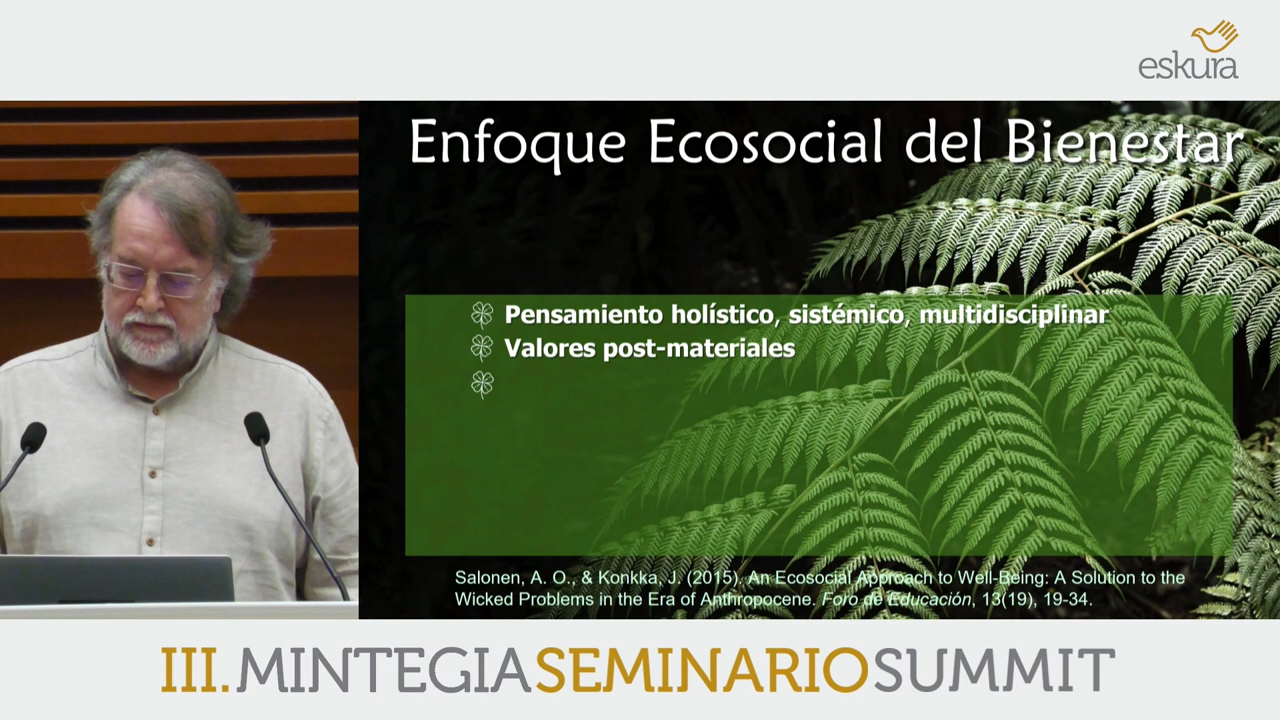 eskura
Enfoque Ecosocial del Bienestar
Pensamiento holístico, sistémico, multidisciplinar
Valores post-materiales
Salonen, A. O., & Konkka, J. (2015). An Ecosocial Approach to Well-Being: A Solution to the
Wicked Problems in the Era of Anthropocene. Foro de Educación, 13(19), 19-34.
III.MINTEGIASEMINARIOSUMMIT